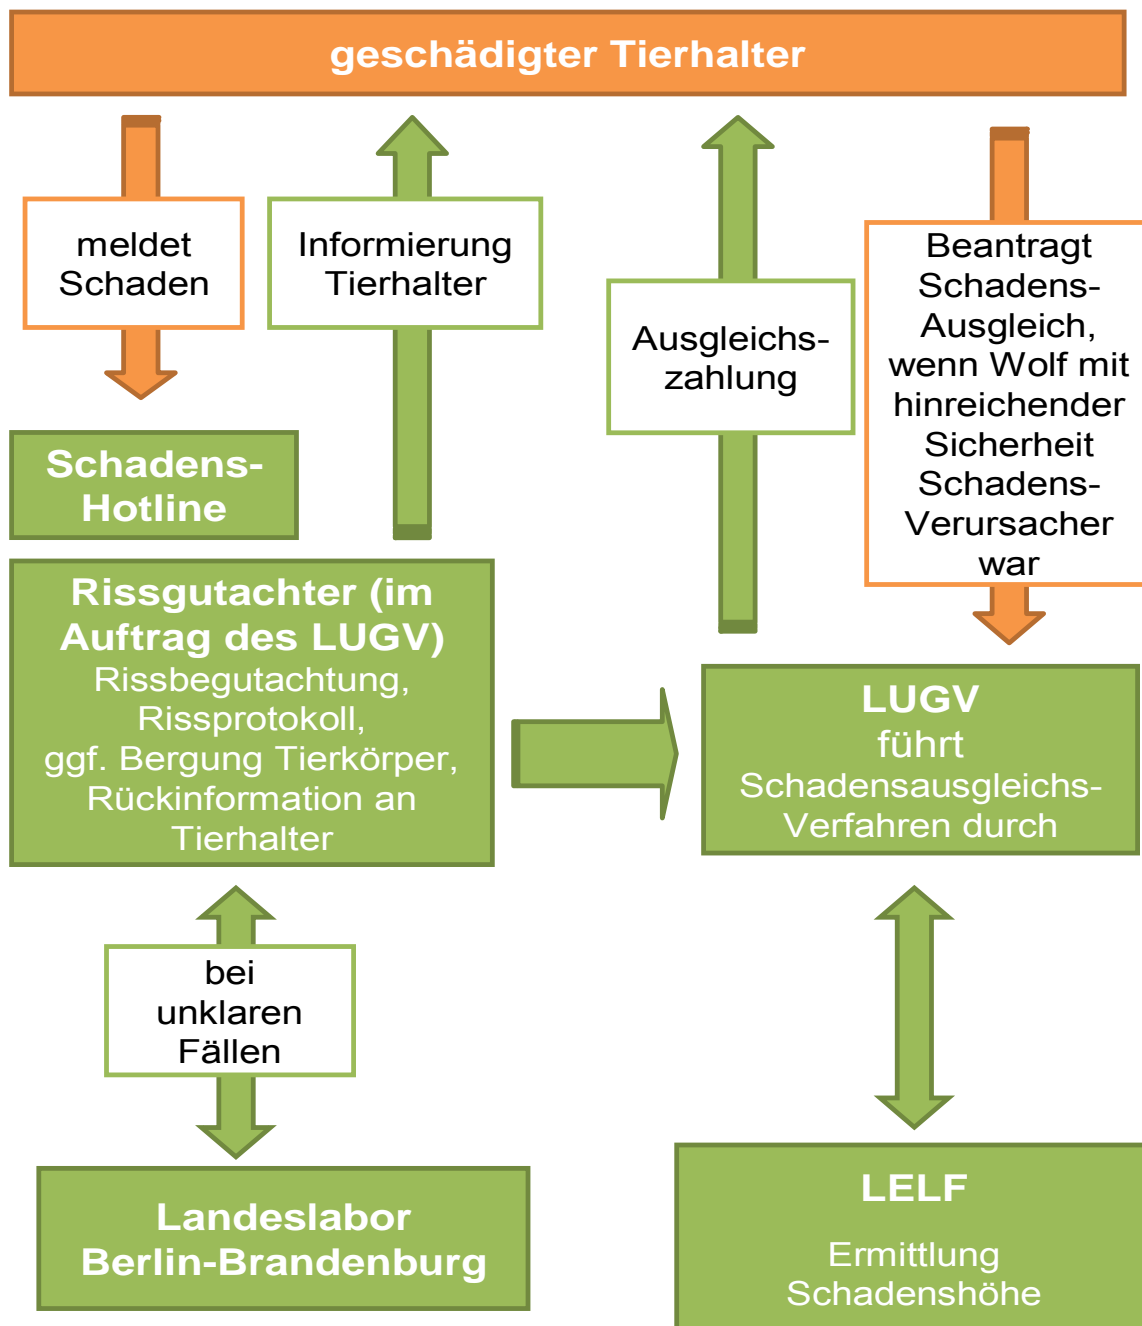 geschädigter Tierhalter
meldet
Schaden
Informierung
Tierhalter
Ausgleichs-
zahlung
Beantragt
Schadens-
Ausgleich,
wenn Wolf mit
hinreichender
Sicherheit
Schadens-
Verursacher
war
Schadens-
Hotline
Rissgutachter (im
Auftrag des LUGV)
Rissbegutachtung,
Rissprotokoll,
ggf. Bergung Tierkörper,
Rückinformation an
Tierhalter
LUGV
führt
Schadensausgleichs-
Verfahren durch
bei
unklaren
Fällen
Landeslabor
Berlin-Brandenburg
LELF
Ermittlung
Schadenshöhe